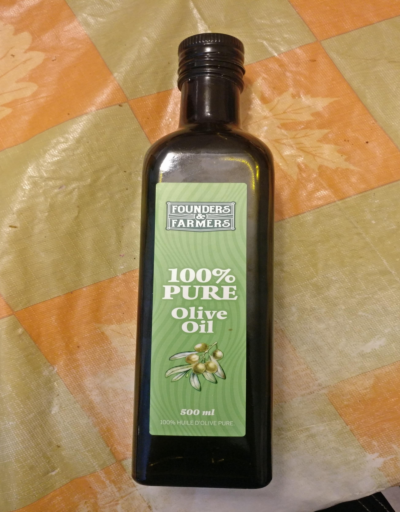 FOUNDERS
&
FARMERS
100%
PURE
Olive
Oil
500 ml
100% HUILE D'OLIVE PURE